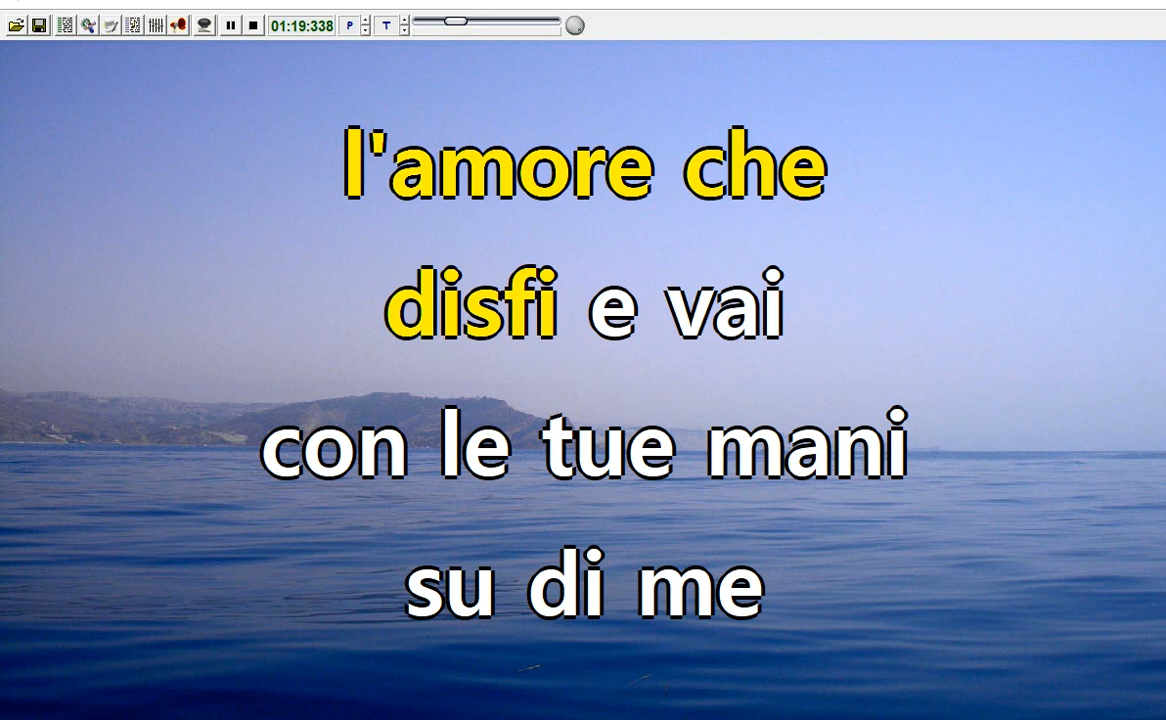 01:19:338 P T
l'amore che
disfi e vai
con le tue mani
su di me